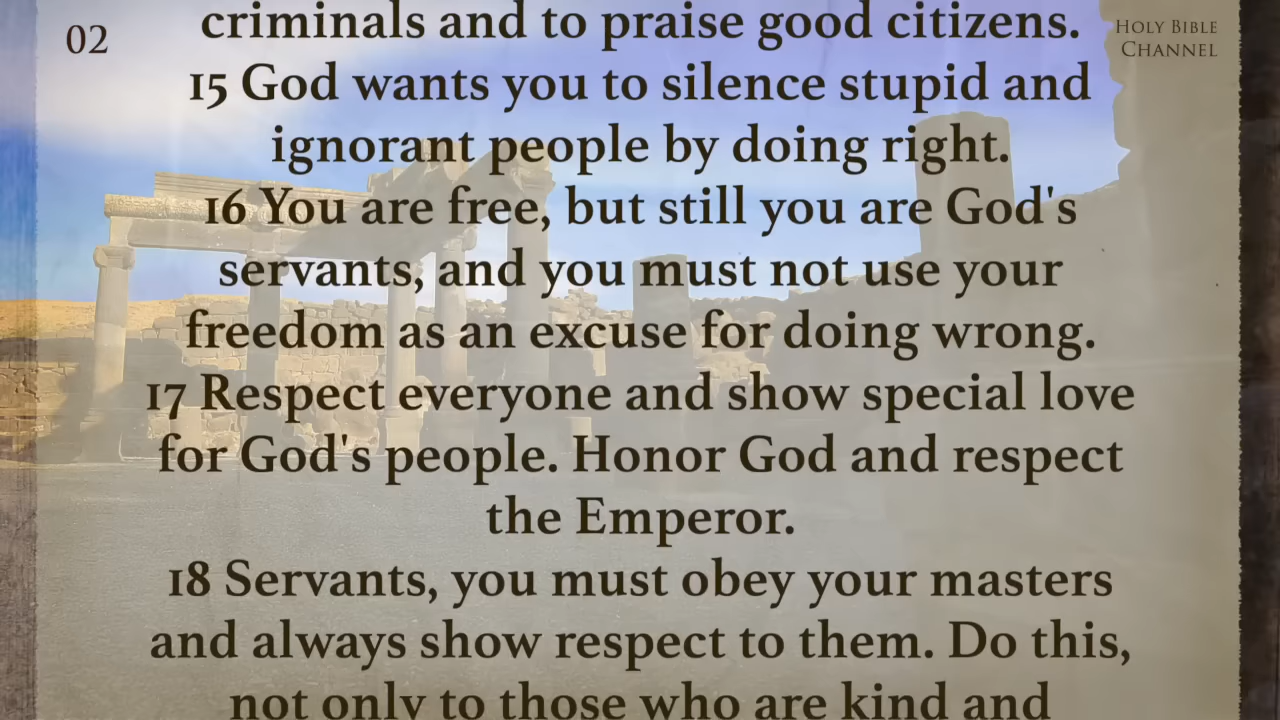 02
HOLY BIBLE
CHANNEL
criminals and to praise good citizens.
15 God wants you to silence stupid and
ignorant people by doing right.
16 You are free, but still you are God's
servants, and you must not use your
freedom as an excuse for doing wrong.
17 Respect everyone and show special love
for God's people. Honor God and respect
the Emperor.
18 Servants, you must obey your masters
and always show respect to them. Do this,
not only to those who are kind and